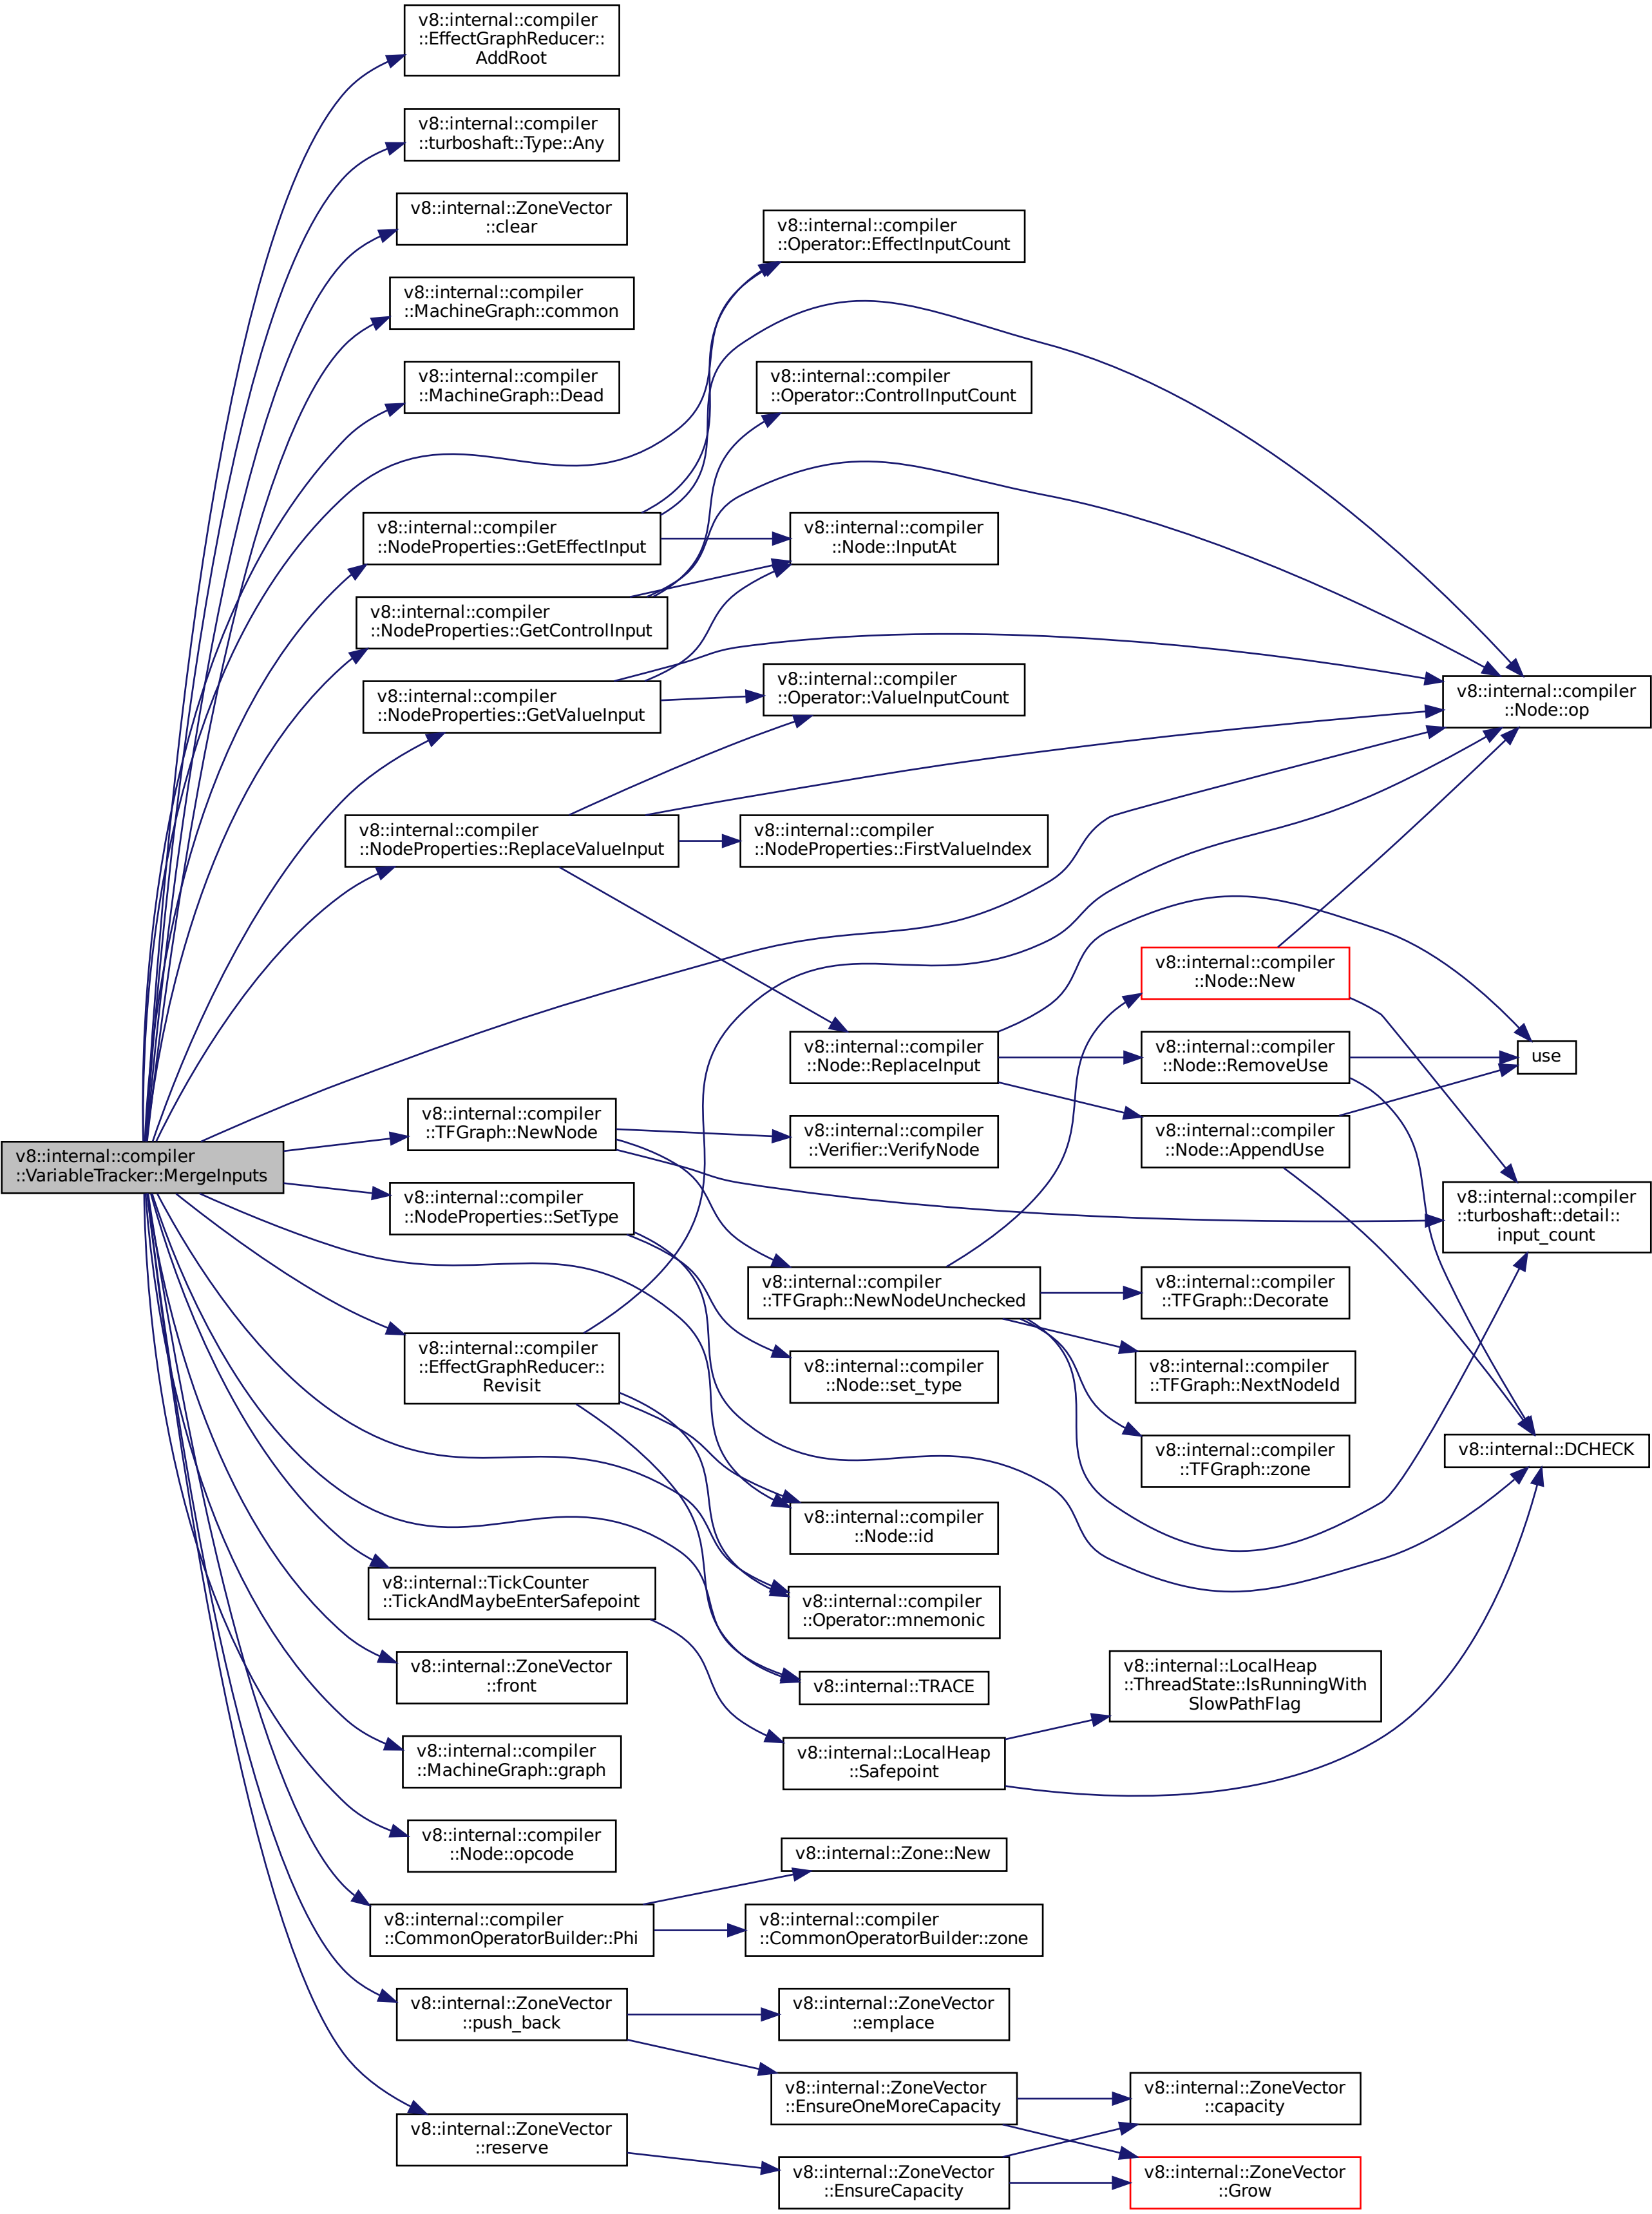 v8::internal::compiler
::VariableTracker::MergeInputs
v8::internal::compiler
::EffectGraphReducer::
AddRoot
v8::internal::compiler
::turboshaft::Type::Any
v8::internal::ZoneVector
::clear
v8::internal::compiler
::MachineGraph::common
v8::internal::compiler
::MachineGraph::Dead
v8::internal::compiler
::NodeProperties::GetEffectInput
v8::internal::compiler
::NodeProperties::GetControlInput
v8::internal::compiler
::NodeProperties::GetValueInput
v8::internal::compiler
::NodeProperties::ReplaceValueInput
v8::internal::compiler
::TFGraph::NewNode
v8::internal::compiler
::NodeProperties::SetType
v8::internal::compiler
::EffectGraphReducer::
Revisit
v8::internal::TickCounter
::TickAndMaybeEnterSafepoint
v8::internal::ZoneVector
::front
v8::internal::compiler
::MachineGraph::graph
v8::internal::compiler
::Node::opcode
v8::internal::compiler
::CommonOperatorBuilder::Phi
v8::internal::ZoneVector
::push_back
v8::internal::ZoneVector
::reserve
v8::internal::compiler
::Operator::EffectInputCount
v8::internal::compiler
::Operator::ControlInputCount
v8::internal::compiler
::Node::InputAt
v8::internal::compiler
::Operator::ValueInputCount
v8::internal::compiler
::NodeProperties::FirstValueIndex
v8::internal::compiler
::Node::ReplaceInput
v8::internal::compiler
::Verifier::VerifyNode
v8::internal::compiler
::TFGraph::NewNodeUnchecked
v8::internal::compiler
::Node::set_type
v8::internal::compiler
::Node::id
v8::internal::compiler
::Operator::mnemonic
v8::internal::TRACE
v8::internal::LocalHeap
::Safepoint
v8::internal::Zone::New
v8::internal::compiler
::CommonOperatorBuilder::zone
v8::internal::ZoneVector
::emplace
v8::internal::ZoneVector
::EnsureOneMoreCapacity
v8::internal::ZoneVector
::EnsureCapacity
v8::internal::compiler
::Node::New
v8::internal::compiler
::Node::RemoveUse
v8::internal::compiler
::Node::AppendUse
v8::internal::compiler
::TFGraph::Decorate
v8::internal::compiler
::TFGraph::NextNodeId
v8::internal::compiler
::TFGraph::zone
v8::internal::LocalHeap
::ThreadState::IsRunningWith
SlowPathFlag
v8::internal::ZoneVector
::capacity
v8::internal::ZoneVector
::Grow
v8::internal::compiler
::Node::op
use
v8::internal::compiler
::turboshaft::detail::
input_count
v8::internal::DCHECK